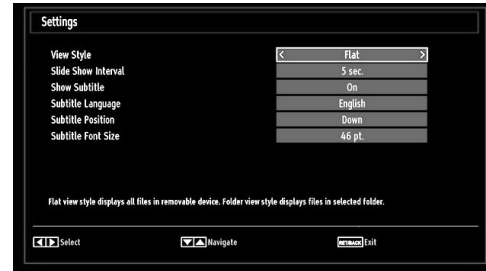 Settings
View Style < Flat >
Slide Show Interval 5 sec.
Show Subtitle On
Subtitle Language English
Subtitle Position Down
Subtitle Font Size 46 pt.
Flat view style displays all files in removable device. Folder view style displays files in selected folder.
Select Navigate RET/BACK Exit